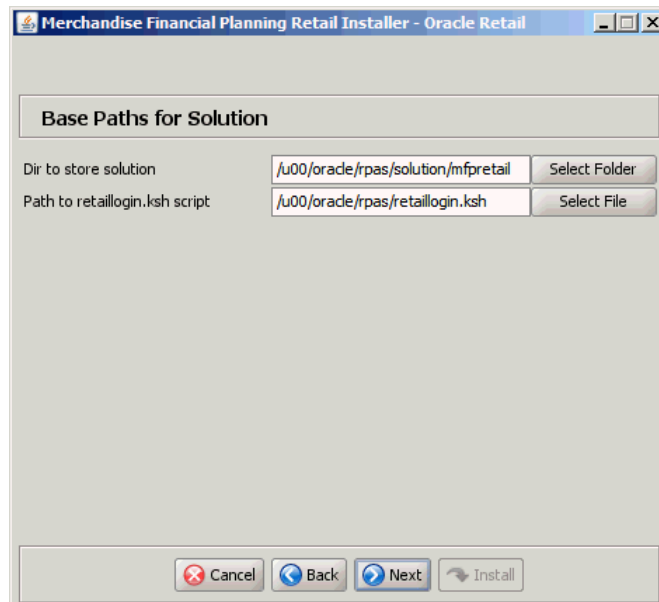 Merchandise Financial Planning Retail Installer - Oracle Retail
Base Paths for Solution
Dir to store solution /u00/oracle/rpas/solution/mfpretail Select Folder
Path to retaillogin.ksh script /u00/oracle/rpas/retaillogin.ksh Select File
Cancel Back Next Install